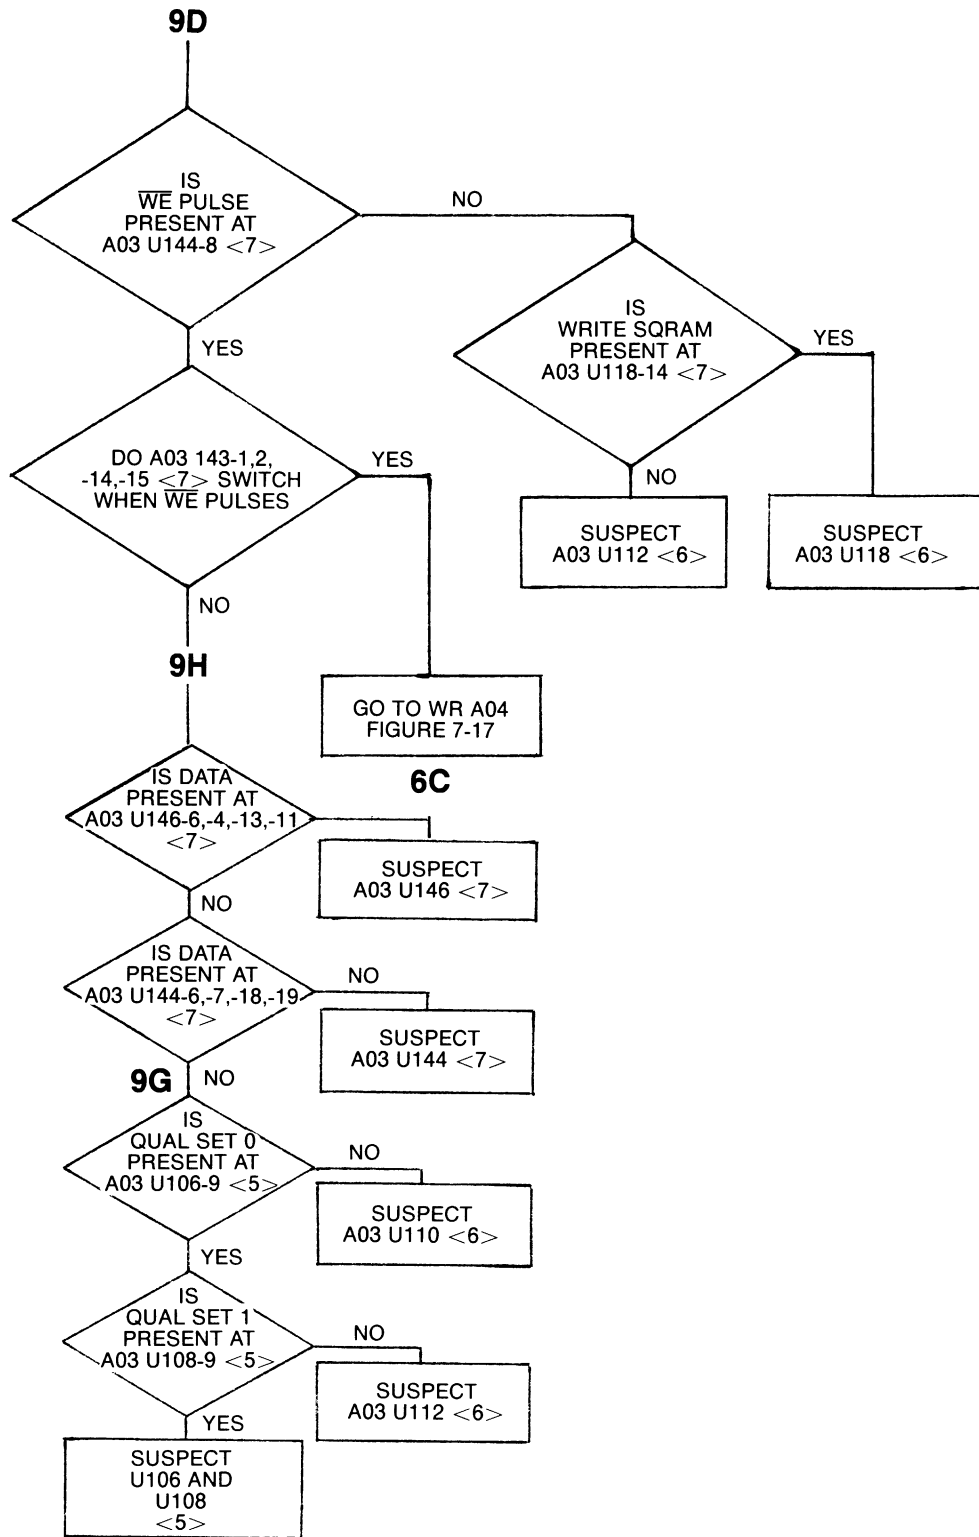 9D
IS
W̅E̅ PULSE
PRESENT AT
A03 U144-8 <7>
NO
YES
IS
WRITE SQRAM
PRESENT AT
A03 U118-14 <7>
YES
NO
SUSPECT
A03 U112 <6>
SUSPECT
A03 U118 <6>
DO A03 143-1,2,
-14,-15 <7> SWITCH
WHEN W̅E̅ PULSES
YES
NO
GO TO WR A04
FIGURE 7-17
6C
9H
IS DATA
PRESENT AT
A03 U146-6,-4,-13,-11
<7>
SUSPECT
A03 U146 <7>
NO
IS DATA
PRESENT AT
A03 U144-6,-7,-18,-19
<7>
NO
SUSPECT
A03 U144 <7>
9G
NO
IS
QUAL SET 0
PRESENT AT
A03 U106-9 <5>
NO
SUSPECT
A03 U110 <6>
YES
IS
QUAL SET 1
PRESENT AT
A03 U108-9 <5>
NO
SUSPECT
A03 U112 <6>
YES
SUSPECT
U106 AND
U108
<5>